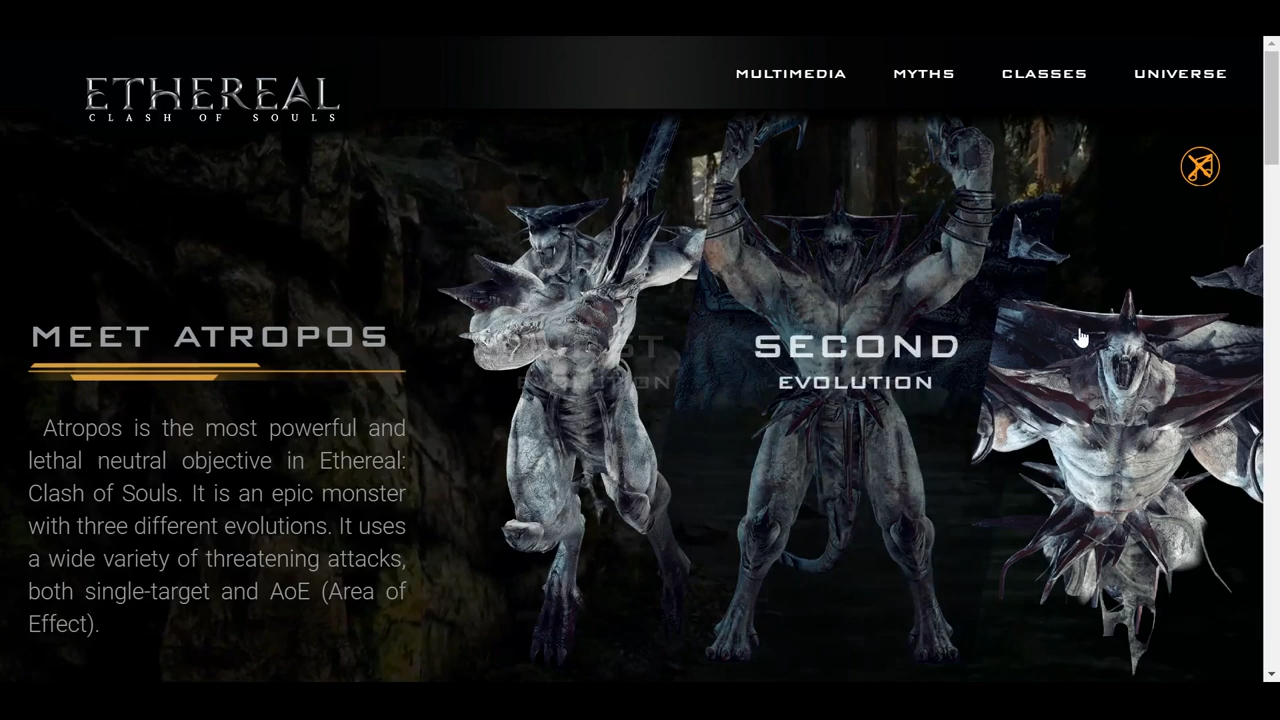 ETHEREAL
CLASH OF SOULS
MULTIMEDIA MYTHS CLASSES UNIVERSE
MEET ATROPOS
Atropos is the most powerful and
lethal neutral objective in Ethereal:
Clash of Souls. It is an epic monster
with three different evolutions. It uses
a wide variety of threatening attacks,
both single-target and AoE (Area of
Effect).
EVOLUTION
SECOND
EVOLUTION